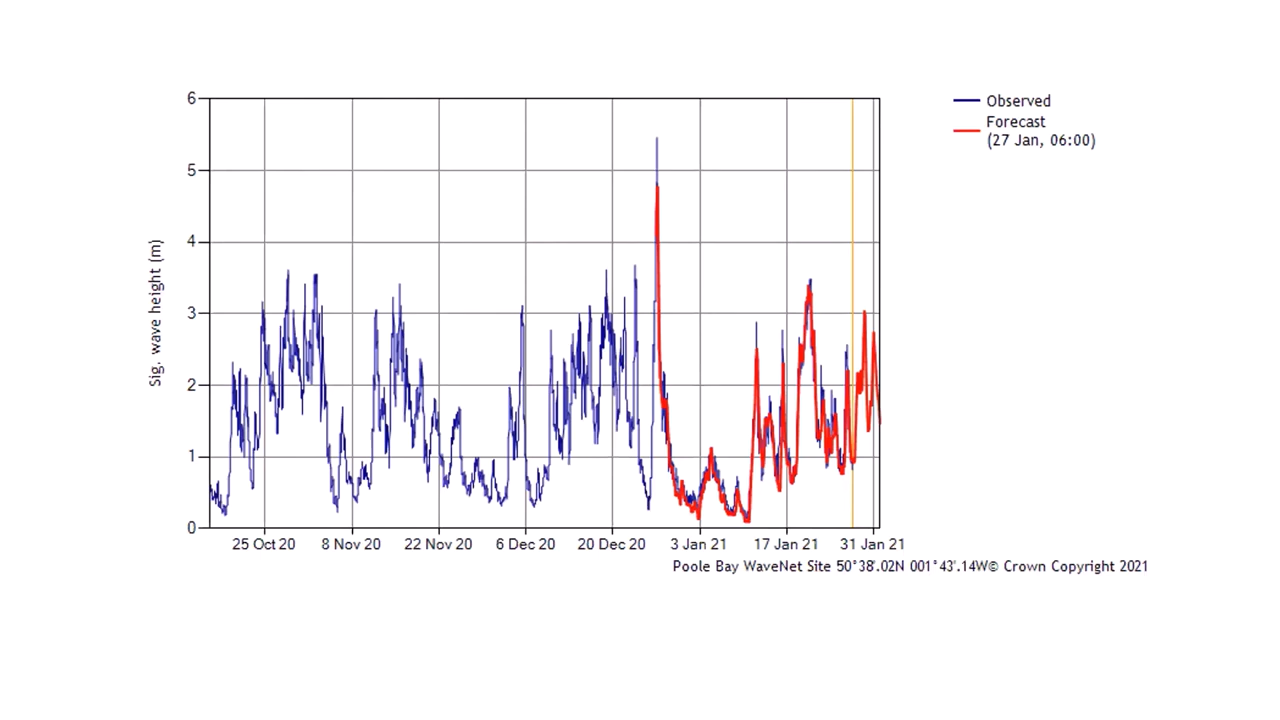 Observed
Forecast
(27 Jan, 06:00)
Sig. wave height (m)
6
5
4
3
2
1
0
25 Oct 20 8 Nov 20 22 Nov 20 6 Dec 20 20 Dec 20 3 Jan 21 17 Jan 21 31 Jan 21
Poole Bay WaveNet Site 50°38'.02N 001°43'.14W© Crown Copyright 2021